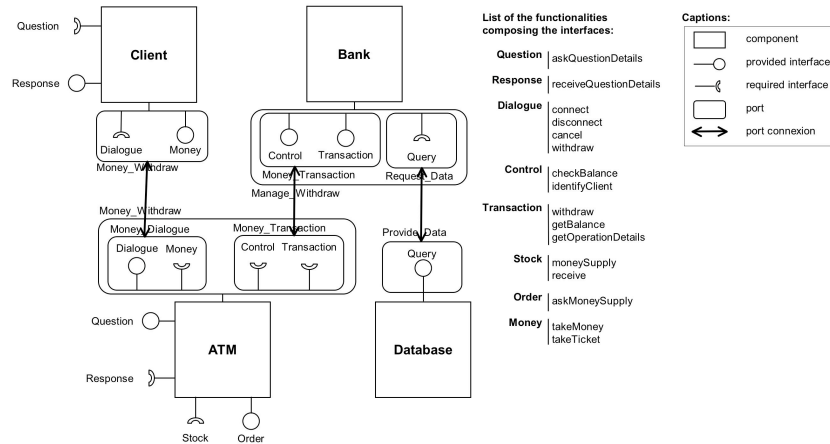 Question
Response
Client
Dialogue
Money
Money_Withdraw
Bank
Control
Transaction
Query
Money_Transaction
Request_Data
Manage_Withdraw
Money_Withdraw
Money_Dialogue
Dialogue
Money
Money_Transaction
Control
Transaction
Provide_Data
Query
Question
Response
ATM
Stock
Order
Database
List of the functionalities
composing the interfaces:
Question
askQuestionDetails
Response
receiveQuestionDetails
Dialogue
connect
disconnect
cancel
withdraw
Control
checkBalance
identifyClient
Transaction
withdraw
getBalance
getOperationDetails
Stock
moneySupply
receive
Order
askMoneySupply
Money
takeMoney
takeTicket
Captions:
component
provided interface
required interface
port
port connexion